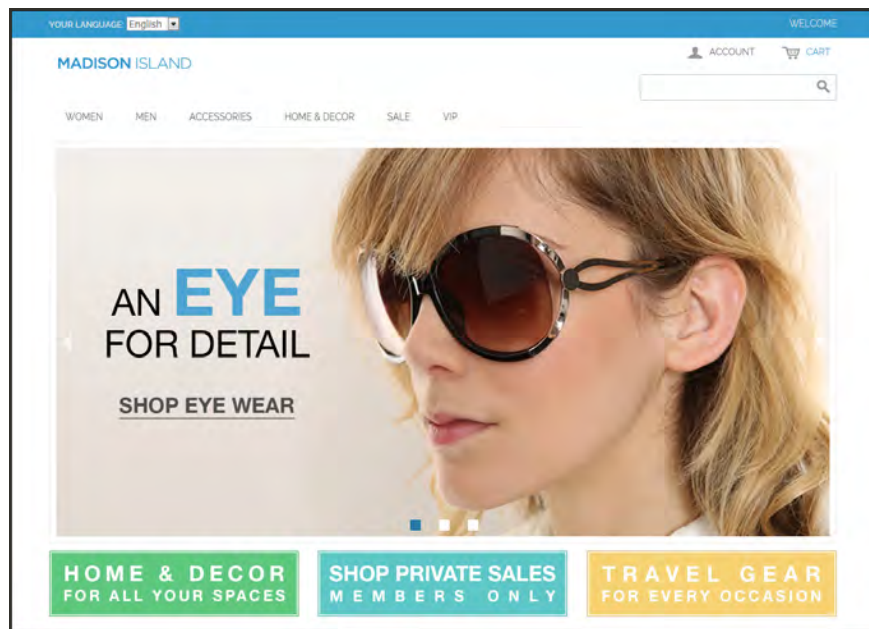 YOUR LANGUAGE: English
WELCOME
MADISON ISLAND
ACCOUNT
CART
WOMEN MEN ACCESSORIES HOME & DECOR SALE VIP
AN EYE
FOR DETAIL
SHOP EYE WEAR
HOME & DECOR
FOR ALL YOUR SPACES
SHOP PRIVATE SALES
MEMBERS ONLY
TRAVEL GEAR
FOR EVERY OCCASION